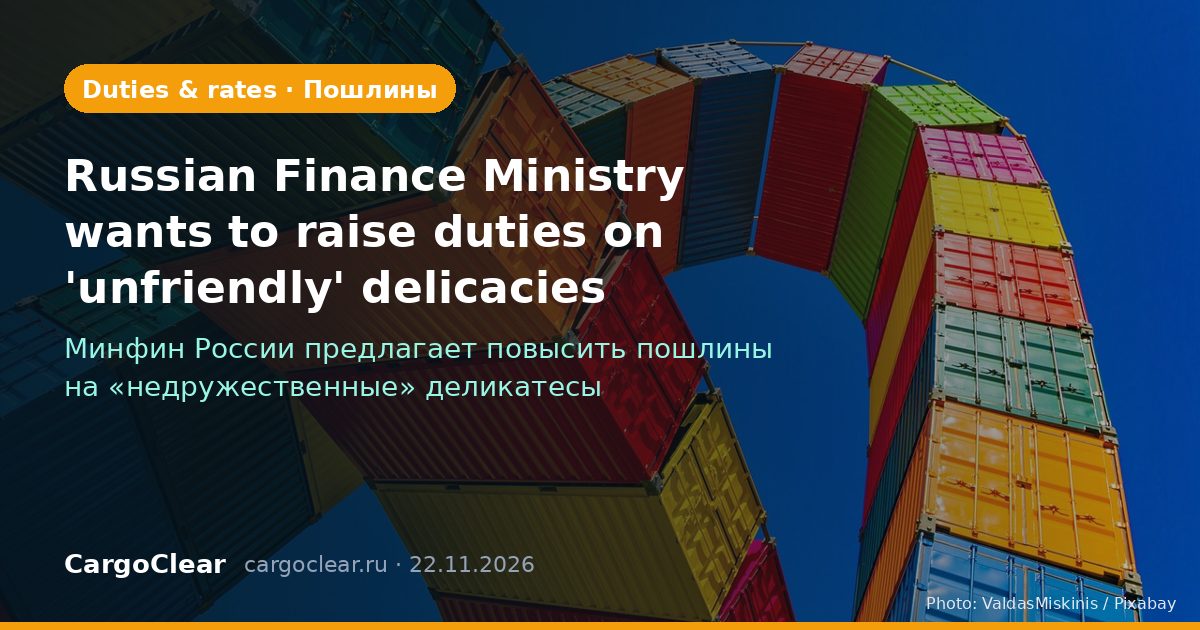 Duties & rates · Пошлины
Russian Finance Ministry
wants to raise duties on
'unfriendly' delicacies
Минфин России предлагает повысить пошлины
на «недружественные» деликатесы
CargoClear cargoclear.ru · 22.11.2026
Photo: ValdasMiskinis / Pixabay